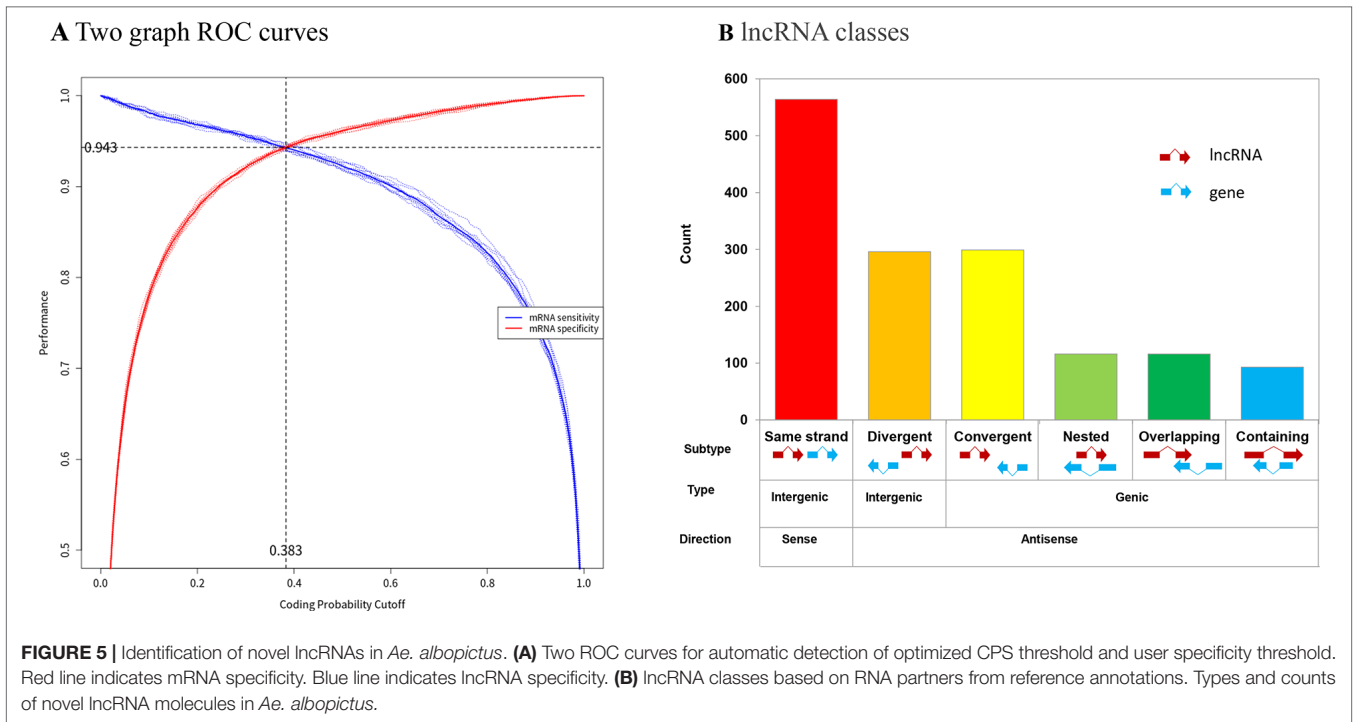 A Two graph ROC curves
1.0
0.9
0.8
0.7
0.6
0.5
0.943
0.383
Performance
mRNA sensitivity
mRNA specificity
0.0 0.2 0.4 0.6 0.8 1.0
Coding Probability Cutoff
B lncRNA classes
600
500
400
300
200
100
0
Count
lncRNA
gene
Subtype Same strand Divergent Convergent Nested Overlapping Containing
Type Intergenic Intergenic Genic
Direction Sense Antisense
FIGURE 5 | Identification of novel lncRNAs in Ae. albopictus. (A) Two ROC curves for automatic detection of optimized CPS threshold and user specificity threshold.
Red line indicates mRNA specificity. Blue line indicates lncRNA specificity. (B) lncRNA classes based on RNA partners from reference annotations. Types and counts
of novel lncRNA molecules in Ae. albopictus.